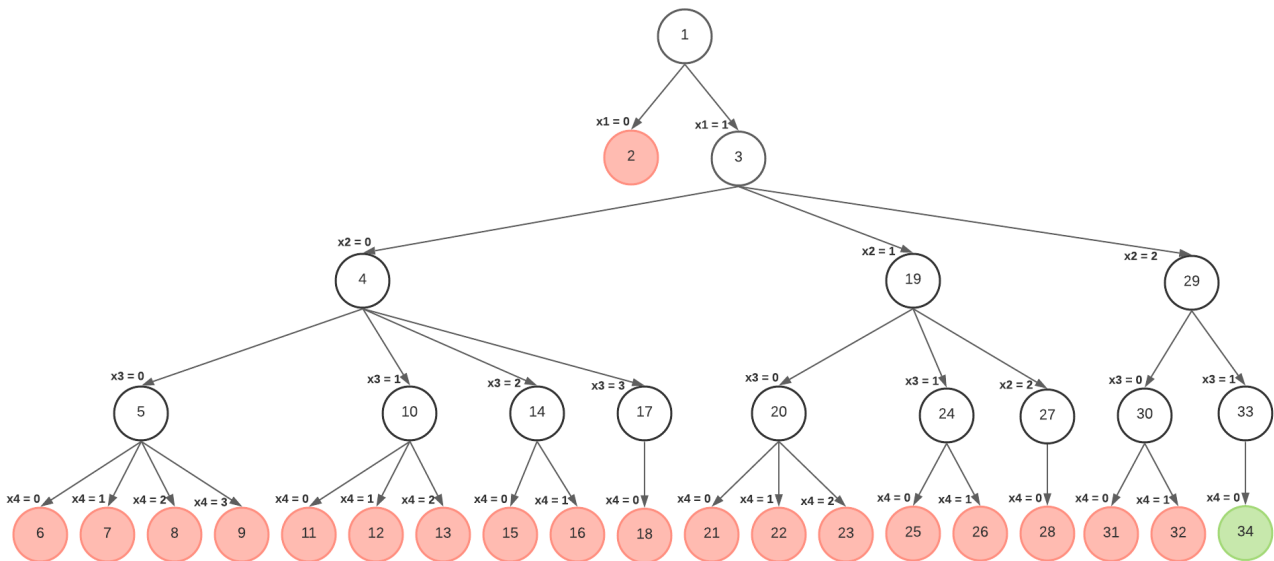 1
x1 = 0
x1 = 1
2
3
x2 = 0
x2 = 1
x2 = 2
4
19
29
x3 = 0
x3 = 1
x3 = 2
x3 = 3
x3 = 0
x3 = 1
x2 = 2
x3 = 0
x3 = 1
5
10
14
17
20
24
27
30
33
x4 = 0
x4 = 1
x4 = 2
x4 = 3
x4 = 0
x4 = 1
x4 = 2
x4 = 0
x4 = 1
x4 = 0
x4 = 0
x4 = 1
x4 = 2
x4 = 0
x4 = 1
x4 = 0
x4 = 0
x4 = 1
x4 = 0
6
7
8
9
11
12
13
15
16
18
21
22
23
25
26
28
31
32
34